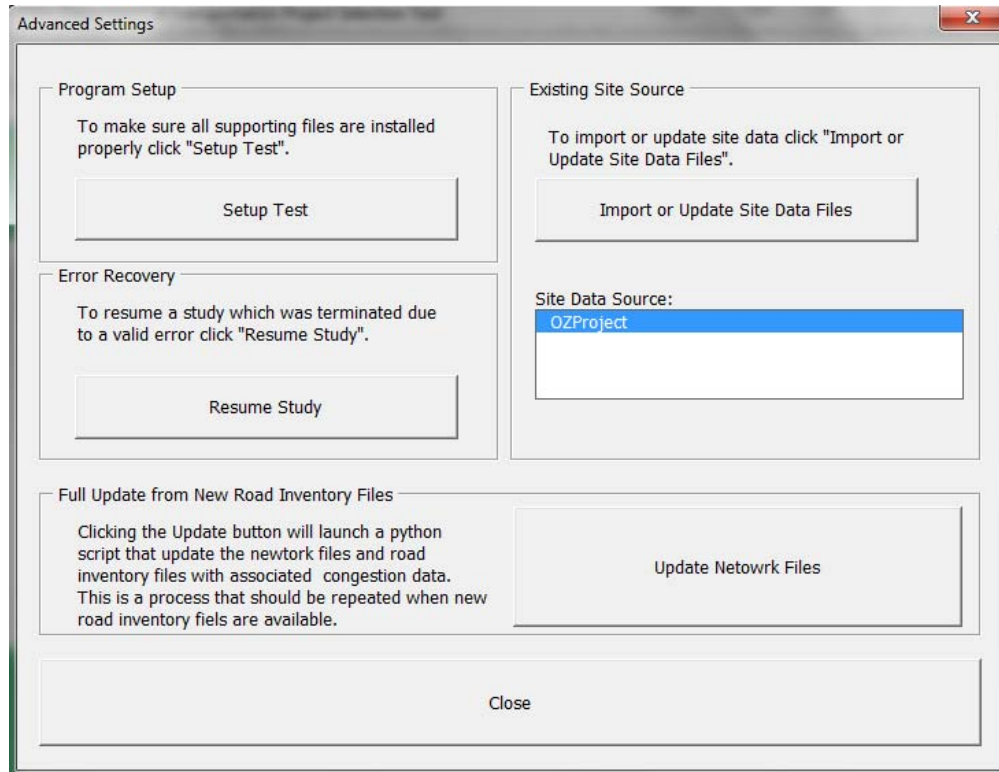 Advanced Settings
Program Setup
To make sure all supporting files are installed
properly click "Setup Test".
Setup Test
Error Recovery
To resume a study which was terminated due
to a valid error click "Resume Study".
Resume Study
Existing Site Source
To import or update site data click "Import or
Update Site Data Files".
Import or Update Site Data Files
Site Data Source:
OZProject
Full Update from New Road Inventory Files
Clicking the Update button will launch a python
script that update the newtork files and road
inventory files with associated  congestion data.
This is a process that should be repeated when new
road inventory fiels are available.
Update Netowrk Files
Close